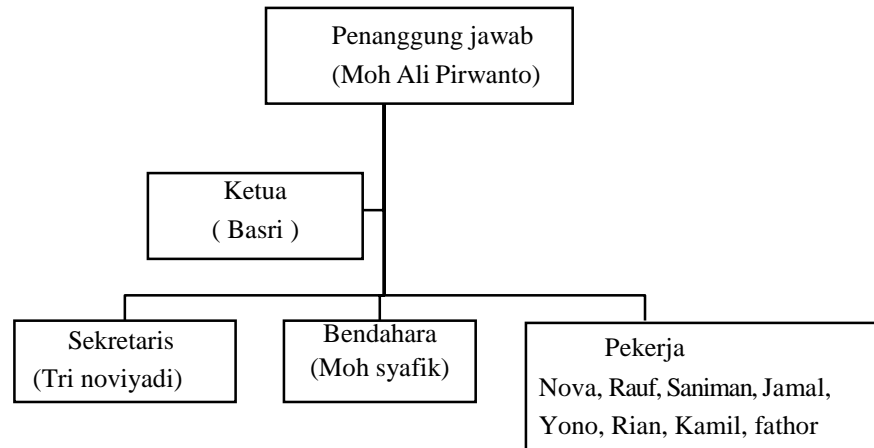 Penanggung jawab
(Moh Ali Pirwanto)
Ketua
( Basri )
Sekretaris
(Tri noviyadi)
Bendahara
(Moh syafik)
Pekerja
Nova, Rauf, Saniman, Jamal,
Yono, Rian, Kamil, fathor